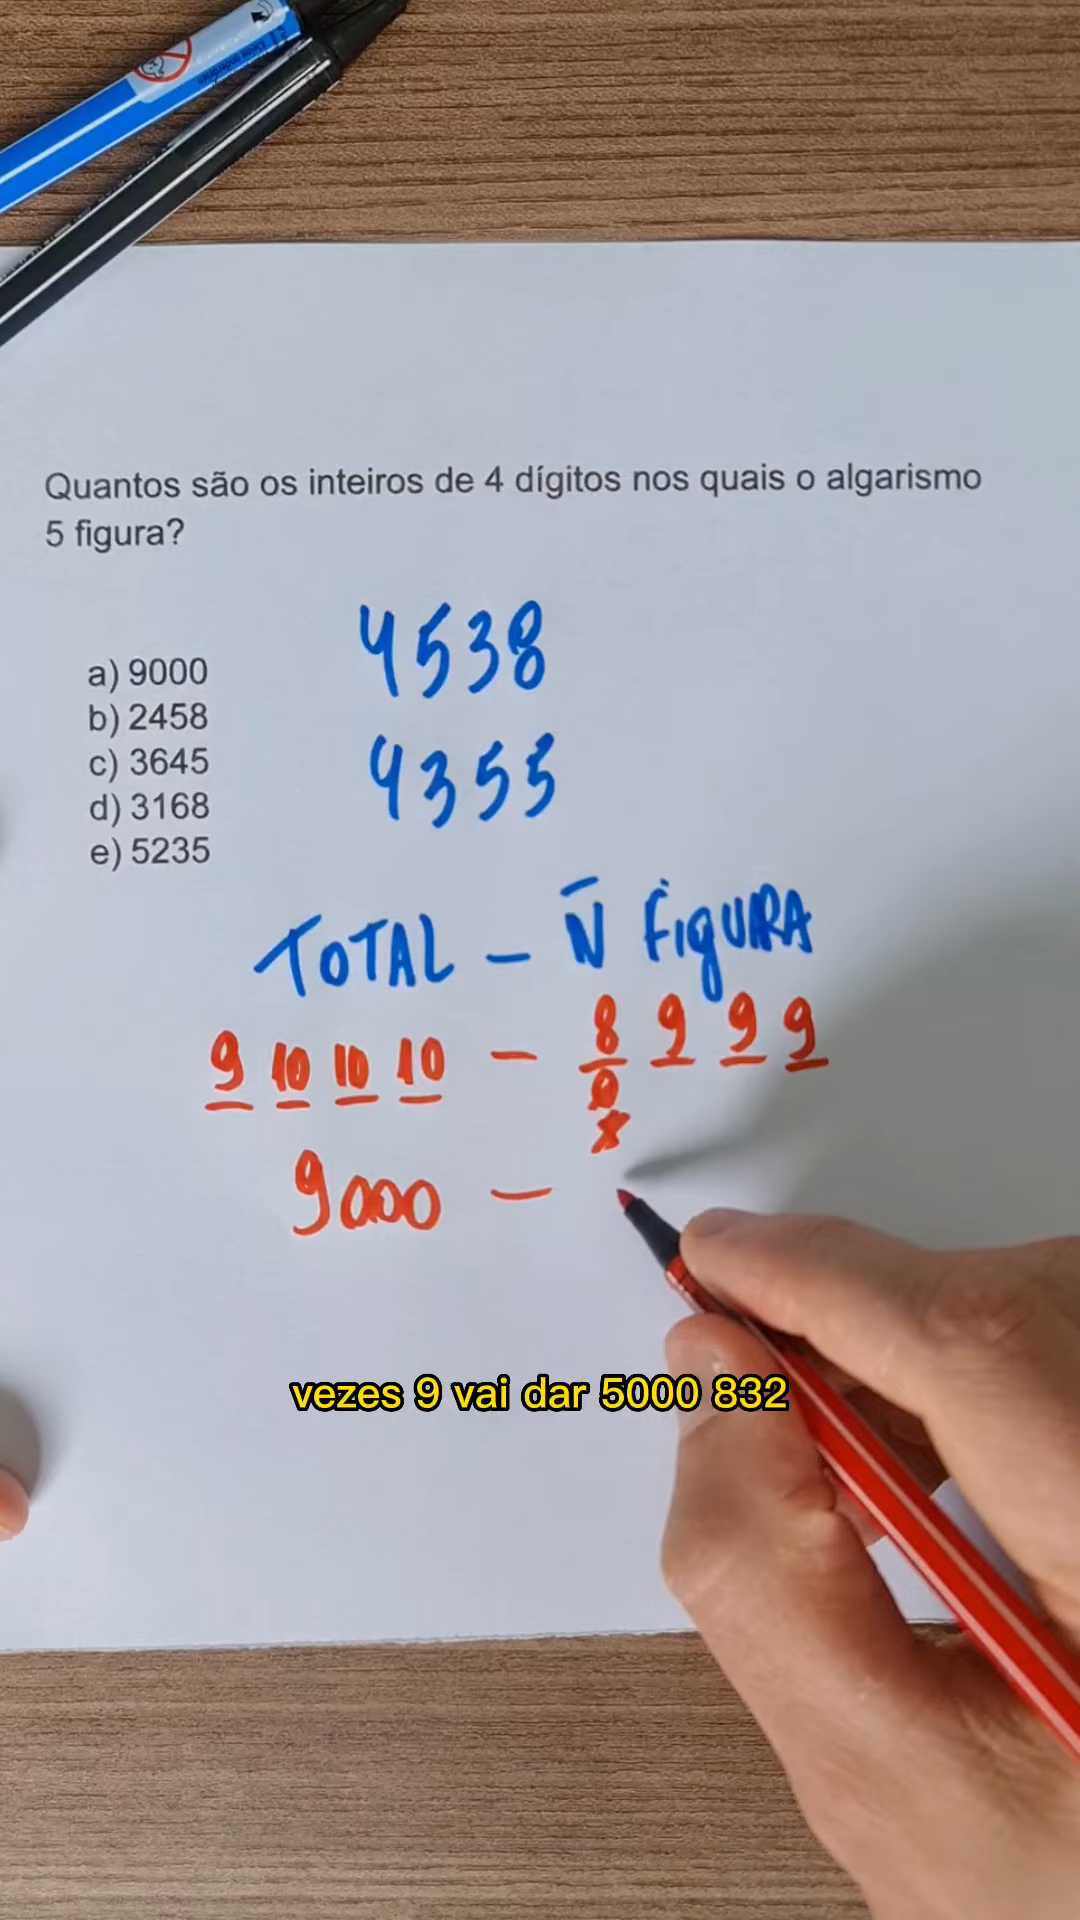 Quantos são os inteiros de 4 dígitos nos quais o algarismo
5 figura?
4538
a) 9000
b) 2458
c) 3645
d) 3168
e) 5235
4355
TOTAL - Ñ FiGURA
9 10 10 10 - 8 9 9 9
0
9000 -
vezes 9 vai dar 5000 832